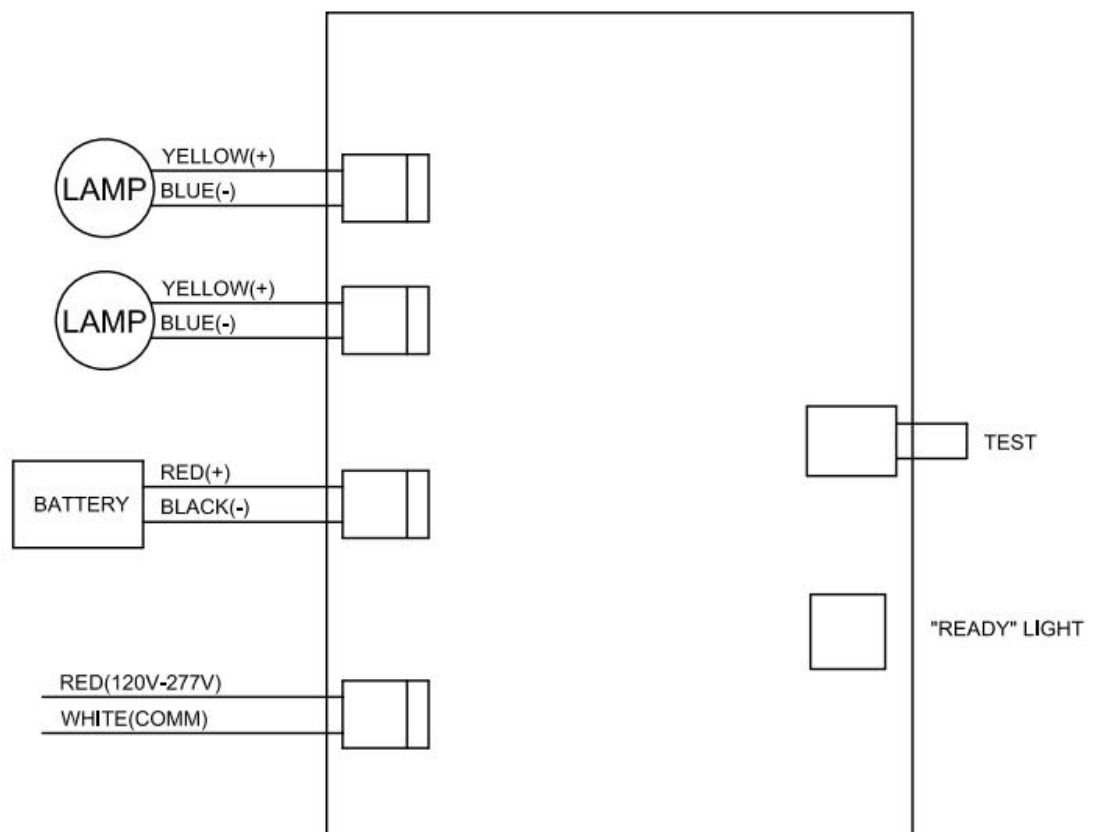 YELLOW(+)
LAMP
BLUE(-)
YELLOW(+)
LAMP
BLUE(-)
TEST
RED(+)
BATTERY
BLACK(-)
"READY" LIGHT
RED(120V-277V)
WHITE(COMM)